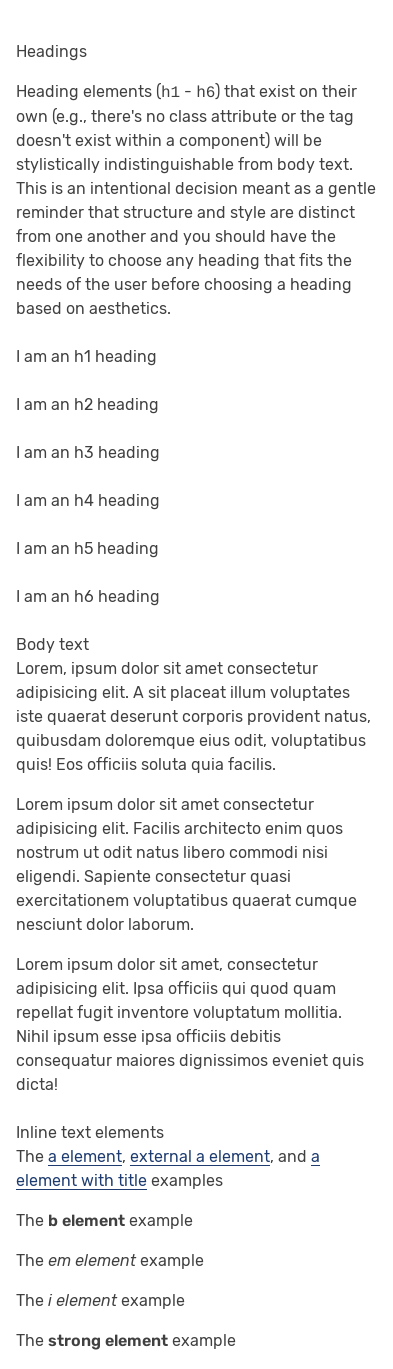 Headings
Heading elements (h1 - h6) that exist on their
own (e.g., there's no class attribute or the tag
doesn't exist within a component) will be
stylistically indistinguishable from body text.
This is an intentional decision meant as a gentle
reminder that structure and style are distinct
from one another and you should have the
flexibility to choose any heading that fits the
needs of the user before choosing a heading
based on aesthetics.
I am an h1 heading
I am an h2 heading
I am an h3 heading
I am an h4 heading
I am an h5 heading
I am an h6 heading
Body text
Lorem, ipsum dolor sit amet consectetur
adipisicing elit. A sit placeat illum voluptates
iste quaerat deserunt corporis provident natus,
quibusdam doloremque eius odit, voluptatibus
quis! Eos officiis soluta quia facilis.
Lorem ipsum dolor sit amet consectetur
adipisicing elit. Facilis architecto enim quos
nostrum ut odit natus libero commodi nisi
eligendi. Sapiente consectetur quasi
exercitationem voluptatibus quaerat cumque
nesciunt dolor laborum.
Lorem ipsum dolor sit amet, consectetur
adipisicing elit. Ipsa officiis qui quod quam
repellat fugit inventore voluptatum mollitia.
Nihil ipsum esse ipsa officiis debitis
consequatur maiores dignissimos eveniet quis
dicta!
Inline text elements
The a element, external a element, and a
element with title examples
The b element example
The em element example
The i element example
The strong element example